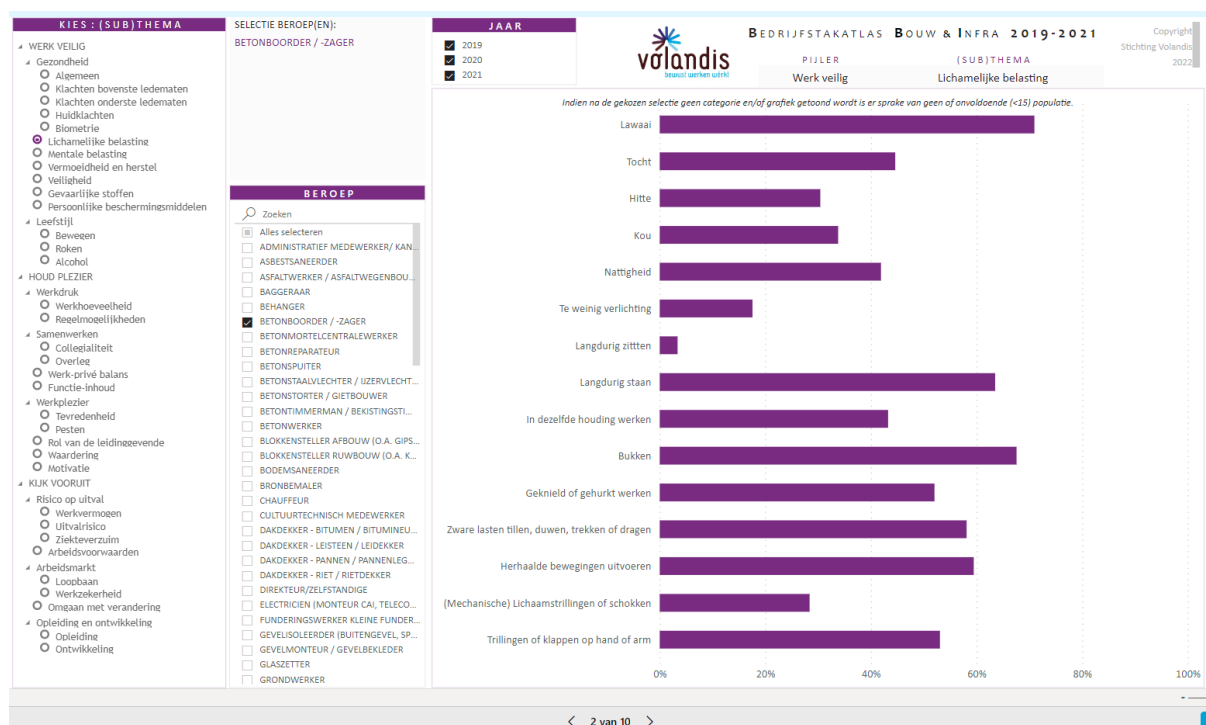 KIES: (SUB)THEMA
WERK VEILIG
Gezondheid
Algemeen
Klachten bovenste ledematen
Klachten onderste ledematen
Huidklachten
Biometrie
Lichamelijke belasting
Mentale belasting
Vermoeidheid en herstel
Veiligheid
Gevaarlijke stoffen
Persoonlijke beschermingsmiddelen
Leefstijl
Bewegen
Roken
Alcohol
HOUD PLEZIER
Werkdruk
Werkhoeveelheid
Regelmogelijkheden
Samenwerken
Collegialiteit
Overleg
Werk-privé balans
Functie-inhoud
Werkplezier
Tevredenheid
Pesten
Rol van de leidinggevende
Waardering
Motivatie
KIJK VOORUIT
Risico op uitval
Werkvermogen
Uitvalrisico
Ziekteverzuim
Arbeidsvoorwaarden
Arbeidsmarkt
Loopbaan
Werkzekerheid
Omgaan met verandering
Opleiding en ontwikkeling
Opleiding
Ontwikkeling
SELECTIE BEROEP(EN):
BETONBOORDER / -ZAGER
BEROEP
Zoeken
Alles selecteren
ADMINISTRATIEF MEDEWERKER/ KAN...
ASBESTSANEERDER
ASFALTWERKER / ASFALTWEGENBOU...
BAGGERAAR
BEHANGER
BETONBOORDER / -ZAGER
BETONMORTELCENTRALEWERKER
BETONREPARATEUR
BETONSPUITER
BETONSTAALVLECHTER / IJZERVLECHT...
BETONSTORTER / GIETBOUWER
BETONTIMMERMAN / BEKISTINGSTI...
BETONWERKER
BLOKKENSTELLER AFBOUW (O.A. GIPS...
BLOKKENSTELLER RUWBOUW (O.A. K...
BODEMSANEERDER
BRONBEMALER
CHAUFFEUR
CULTUURTECHNISCH MEDEWERKER
DAKDEKKER - BITUMEN / BITUMINEU...
DAKDEKKER - LEISTEEN / LEIDEKKER
DAKDEKKER - PANNEN / PANNENLEG...
DAKDEKKER - RIET / RIETDEKKER
DIREKTEUR/ZELFSTANDIGE
ELECTRICIEN (MONTEUR CAI, TELECO...
FUNDERINGSWERKER KLEINE FUNDER...
GEVELISOLEERDER (BUITENGEVEL, SP...
GEVELMONTEUR / GEVELBEKLEDER
GLASZETTER
GRONDWERKER
JAAR
2019
2020
2021
volandis
bewust werken werkt
BEDRIJFSTAKATLAS BOUW & INFRA 2019-2021
PIJLER (SUB)THEMA
Werk veilig Lichamelijke belasting
Copyright
Stichting Volandis
2022
Indien na de gekozen selectie geen categorie en/of grafiek getoond wordt is er sprake van geen of onvoldoende (<15) populatie.
Lawaai
Tocht
Hitte
Kou
Nattigheid
Te weinig verlichting
Langdurig zittten
Langdurig staan
In dezelfde houding werken
Bukken
Geknield of gehurkt werken
Zware lasten tillen, duwen, trekken of dragen
Herhaalde bewegingen uitvoeren
(Mechanische) Lichaamstrillingen of schokken
Trillingen of klappen op hand of arm
0% 20% 40% 60% 80% 100%
2 van 10